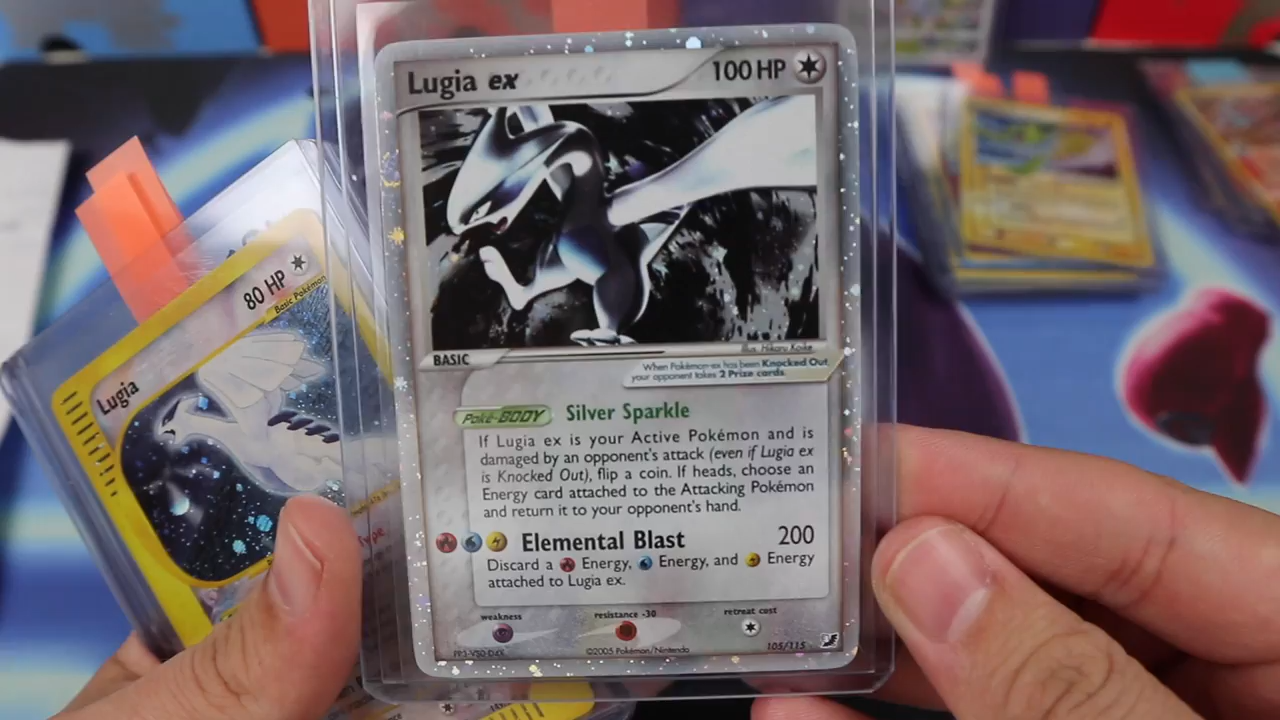 Lugia ex
100 HP
BASIC
Illus. Hikaru Koike
When Pokémon-ex has been Knocked Out,
your opponent takes 2 Prize cards.
Poké-BODY Silver Sparkle
If Lugia ex is your Active Pokémon and is
damaged by an opponent's attack (even if Lugia ex
is Knocked Out), flip a coin. If heads, choose an
Energy card attached to the Attacking Pokémon
and return it to your opponent's hand.
Elemental Blast 200
Discard a Energy, Energy, and Energy
attached to Lugia ex.
weakness
resistance -30
retreat cost
©2005 Pokémon/Nintendo
105/115
80 HP
Basic Pokémon
Lugia